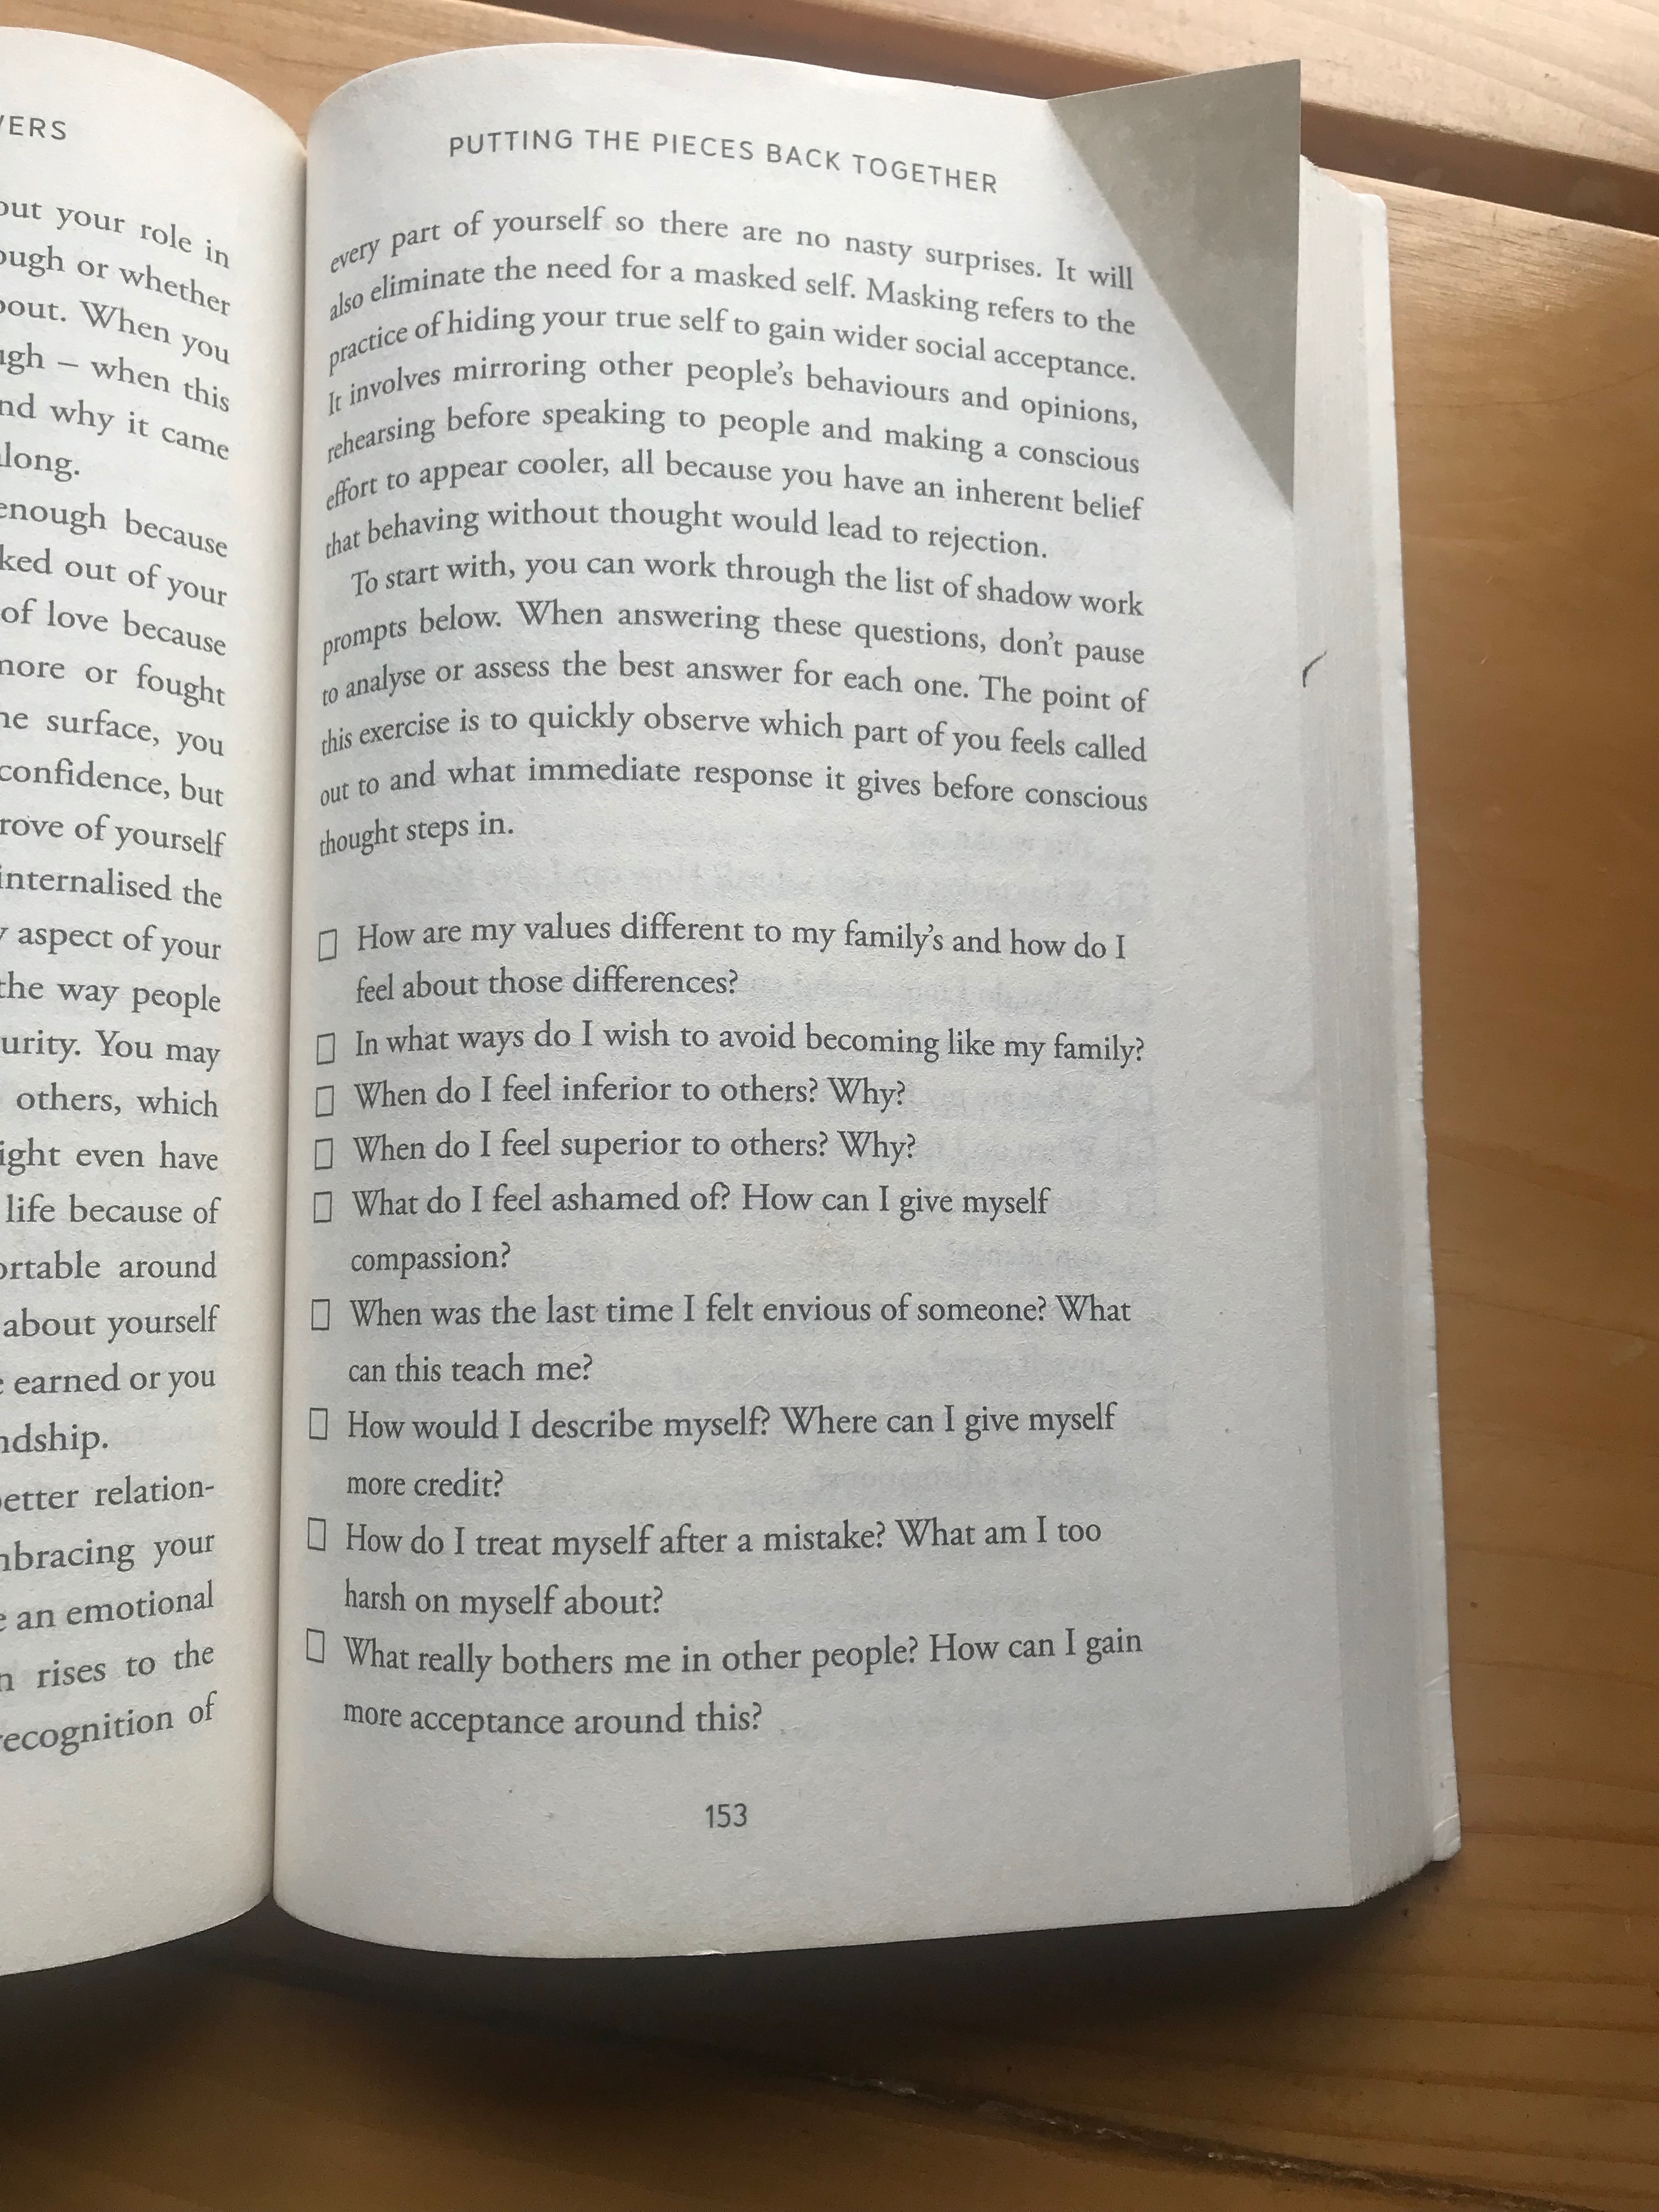 VERS
out your role in
ough or whether
bout. When you
ugh – when this
nd why it came
long.
enough because
ked out of your
of love because
more or fought
he surface, you
confidence, but
rove of yourself
internalised the
y aspect of your
the way people
urity. You may
others, which
ight even have
life because of
ortable around
about yourself
e earned or you
ndship.
better relation-
mbracing your
e an emotional
n rises to the
recognition of
PUTTING THE PIECES BACK TOGETHER
every part of yourself so there are no nasty surprises. It will
also eliminate the need for a masked self. Masking refers to the
practice of hiding your true self to gain wider social acceptance.
It involves mirroring other people's behaviours and opinions,
rehearsing before speaking to people and making a conscious
effort to appear cooler, all because you have an inherent belief
that behaving without thought would lead to rejection.
To start with, you can work through the list of shadow work
prompts below. When answering these questions, don't pause
to analyse or assess the best answer for each one. The point of
this exercise is to quickly observe which part of you feels called
out to and what immediate response it gives before conscious
thought steps in.
How are my values different to my family's and how do I
feel about those differences?
In what ways do I wish to avoid becoming like my family?
When do I feel inferior to others? Why?
When do I feel superior to others? Why?
What do I feel ashamed of? How can I give myself
compassion?
When was the last time I felt envious of someone? What
can this teach me?
How would I describe myself? Where can I give myself
more credit?
How do I treat myself after a mistake? What am I too
harsh on myself about?
What really bothers me in other people? How can I gain
more acceptance around this?
153